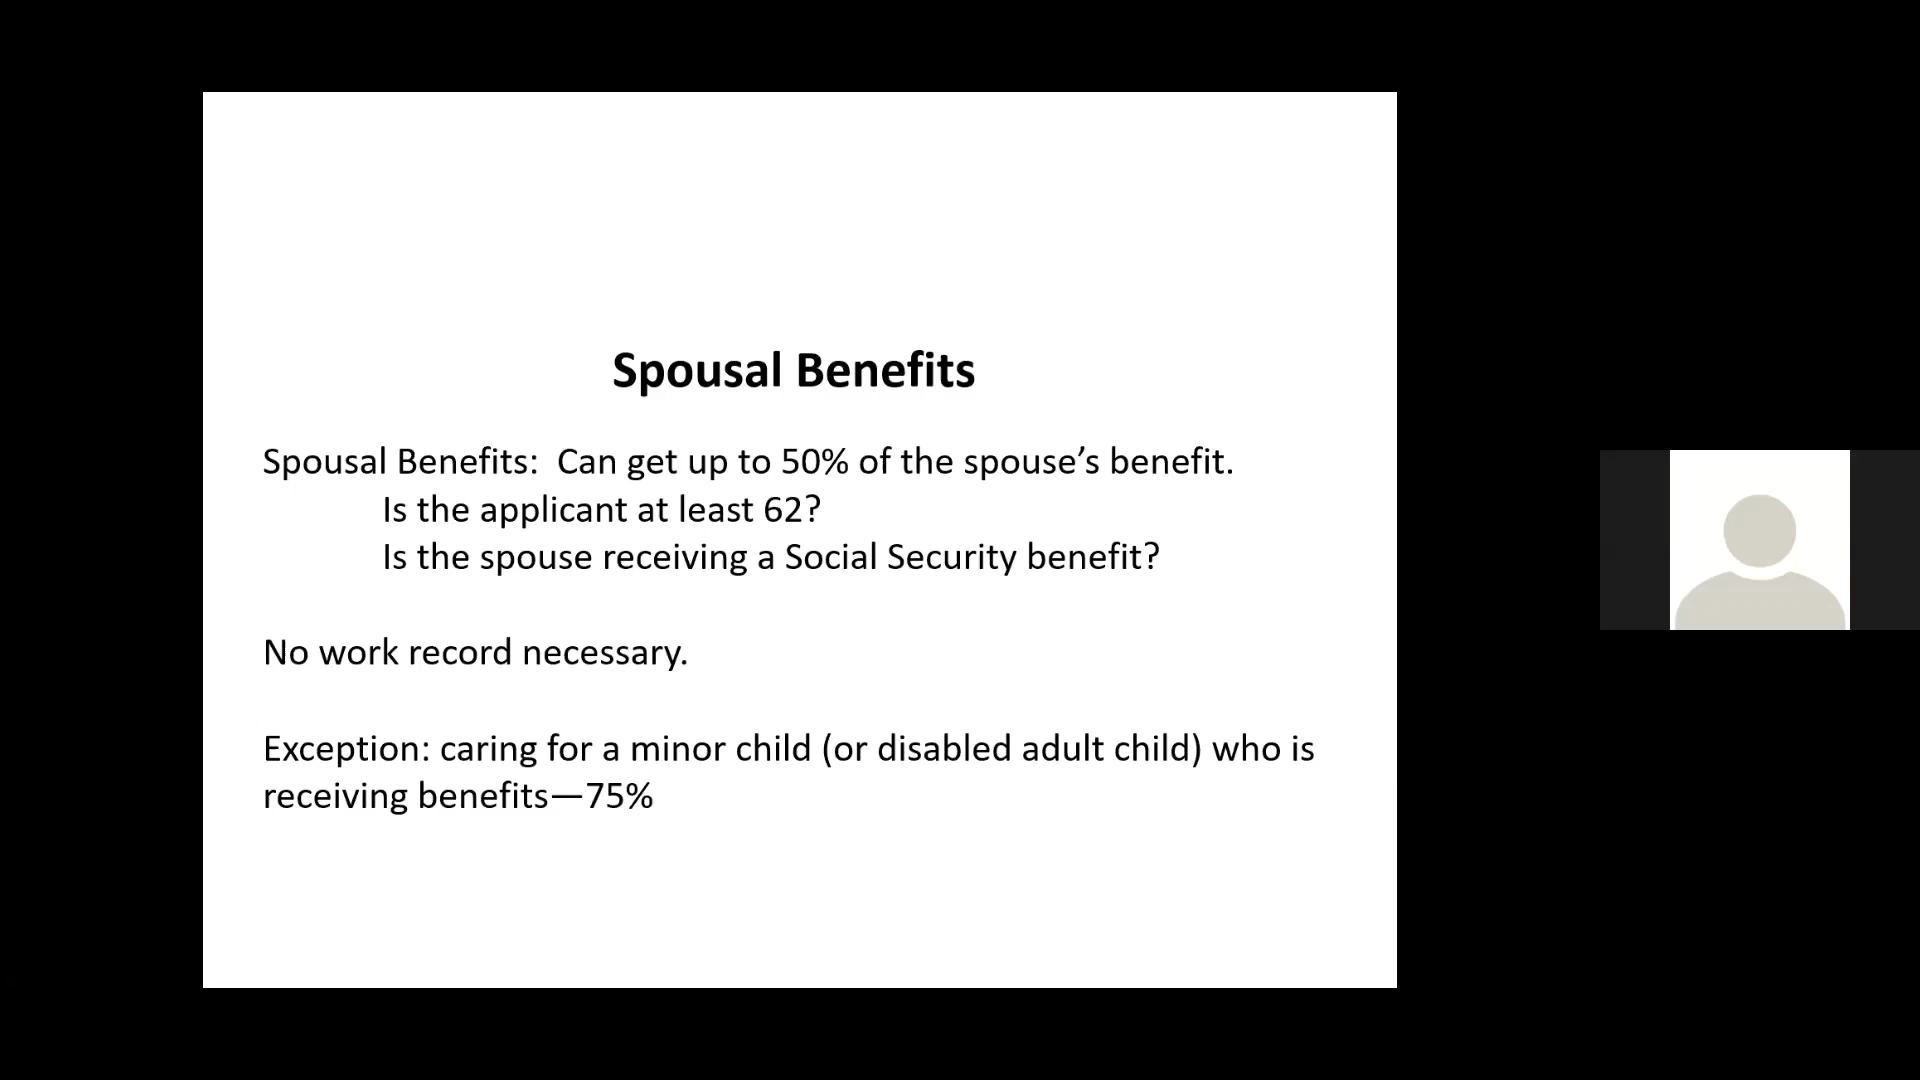 Spousal Benefits
Spousal Benefits:  Can get up to 50% of the spouse’s benefit.
Is the applicant at least 62?
Is the spouse receiving a Social Security benefit?
No work record necessary.
Exception: caring for a minor child (or disabled adult child) who is
receiving benefits—75%